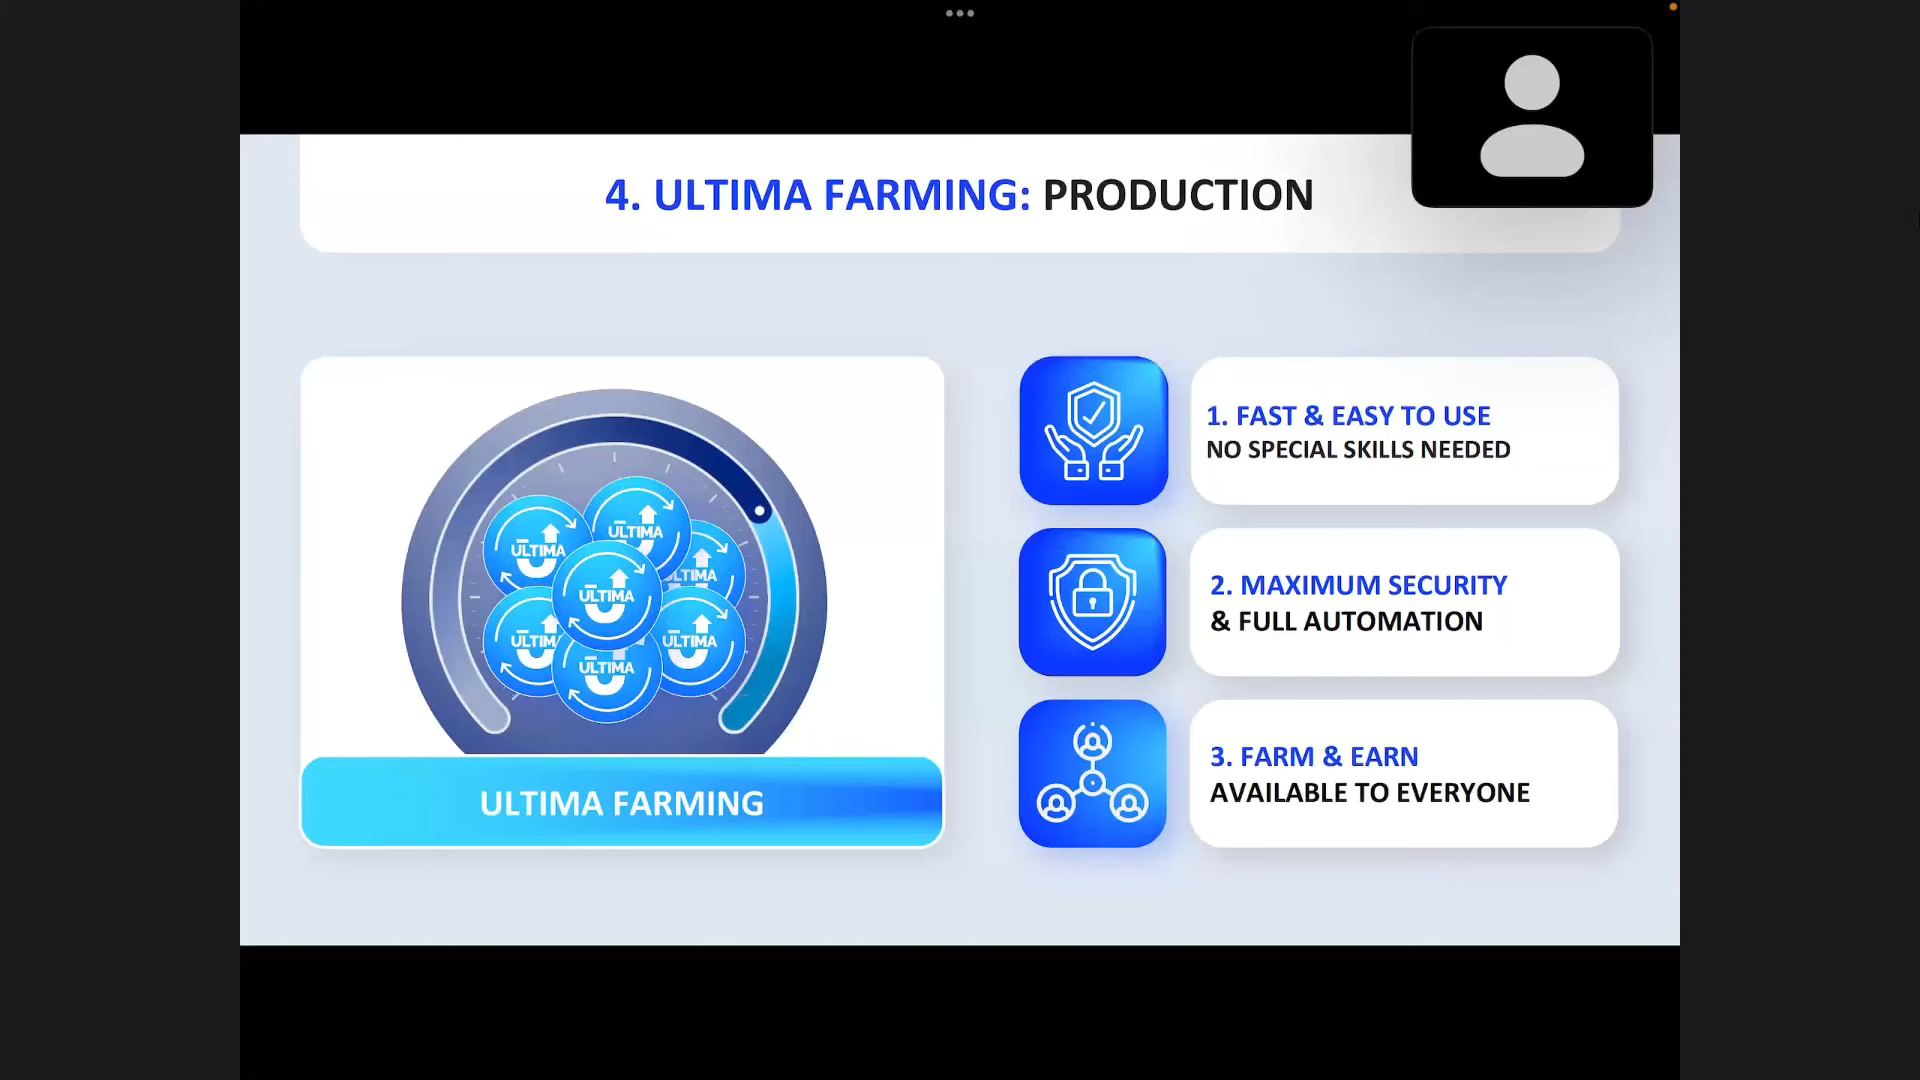 4. ULTIMA FARMING: PRODUCTION
ULTIMA
ULTIMA
ULTIMA
ULTIMA
ULTIM
ULTIMA
ULTIMA
ULTIMA FARMING
1. FAST & EASY TO USE
NO SPECIAL SKILLS NEEDED
2. MAXIMUM SECURITY
& FULL AUTOMATION
3. FARM & EARN
AVAILABLE TO EVERYONE